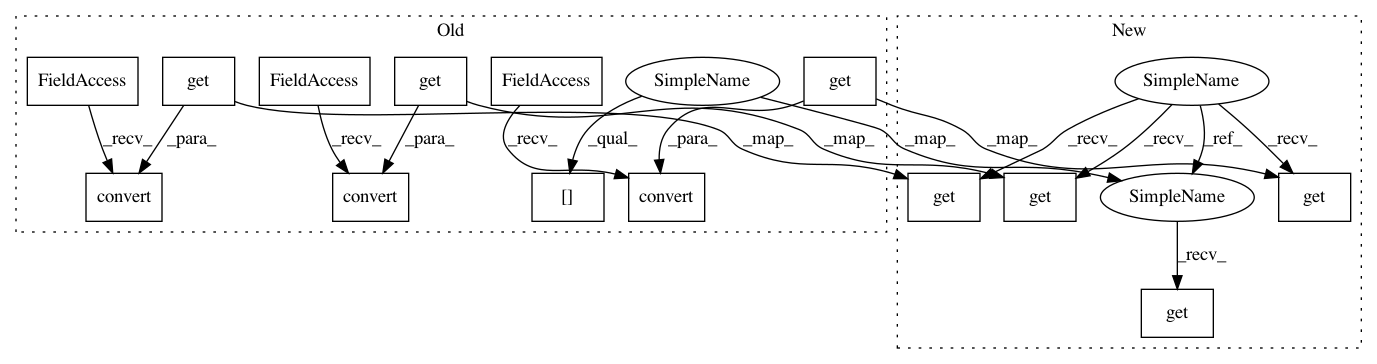 Old
New
FieldAccess
get
FieldAccess
get
FieldAccess
SimpleName
get
SimpleName
_recv_
_para_
_recv_
_para_
_recv_
_qual_
_para_
_map_
_map_
_map_
_map_
_recv_
_recv_
_ref_
_recv_
convert
convert
[]
convert
get
get
SimpleName
get
_recv_
get